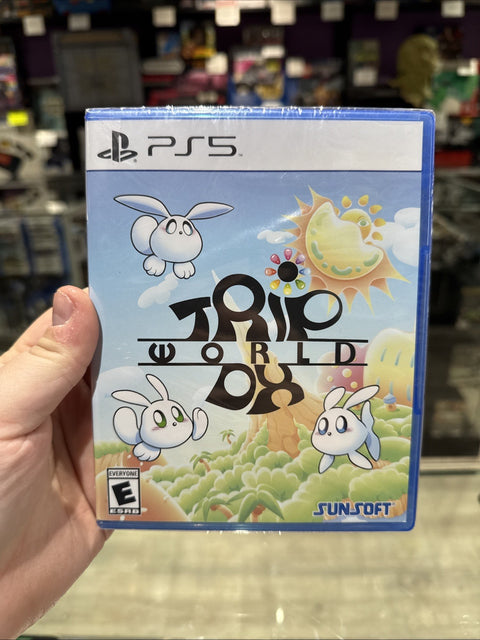 PS5
TRIP
WORLD
DX
EVERYONE
E
ESRB
SUNSOFT